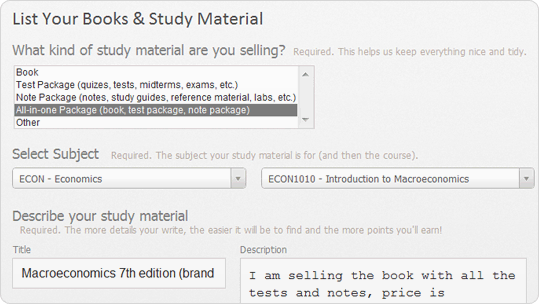 List Your Books & Study Material
What kind of study material are you selling? Required. This helps us keep everything nice and tidy.
Book
Test Package (quizes, tests, midterms, exams, etc.)
Note Package (notes, study guides, reference material, labs, etc.)
All-in-one Package (book, test package, note package)
Other
Select Subject Required. The subject your study material is for (and then the course).
ECON - Economics ECON1010 - Introduction to Macroeconomics
Describe your study material
Required. The more details your write, the easier it will be to find and the more points you'll earn!
Title Description
Macroeconomics 7th edition (brand I am selling the book with all the
tests and notes, price is